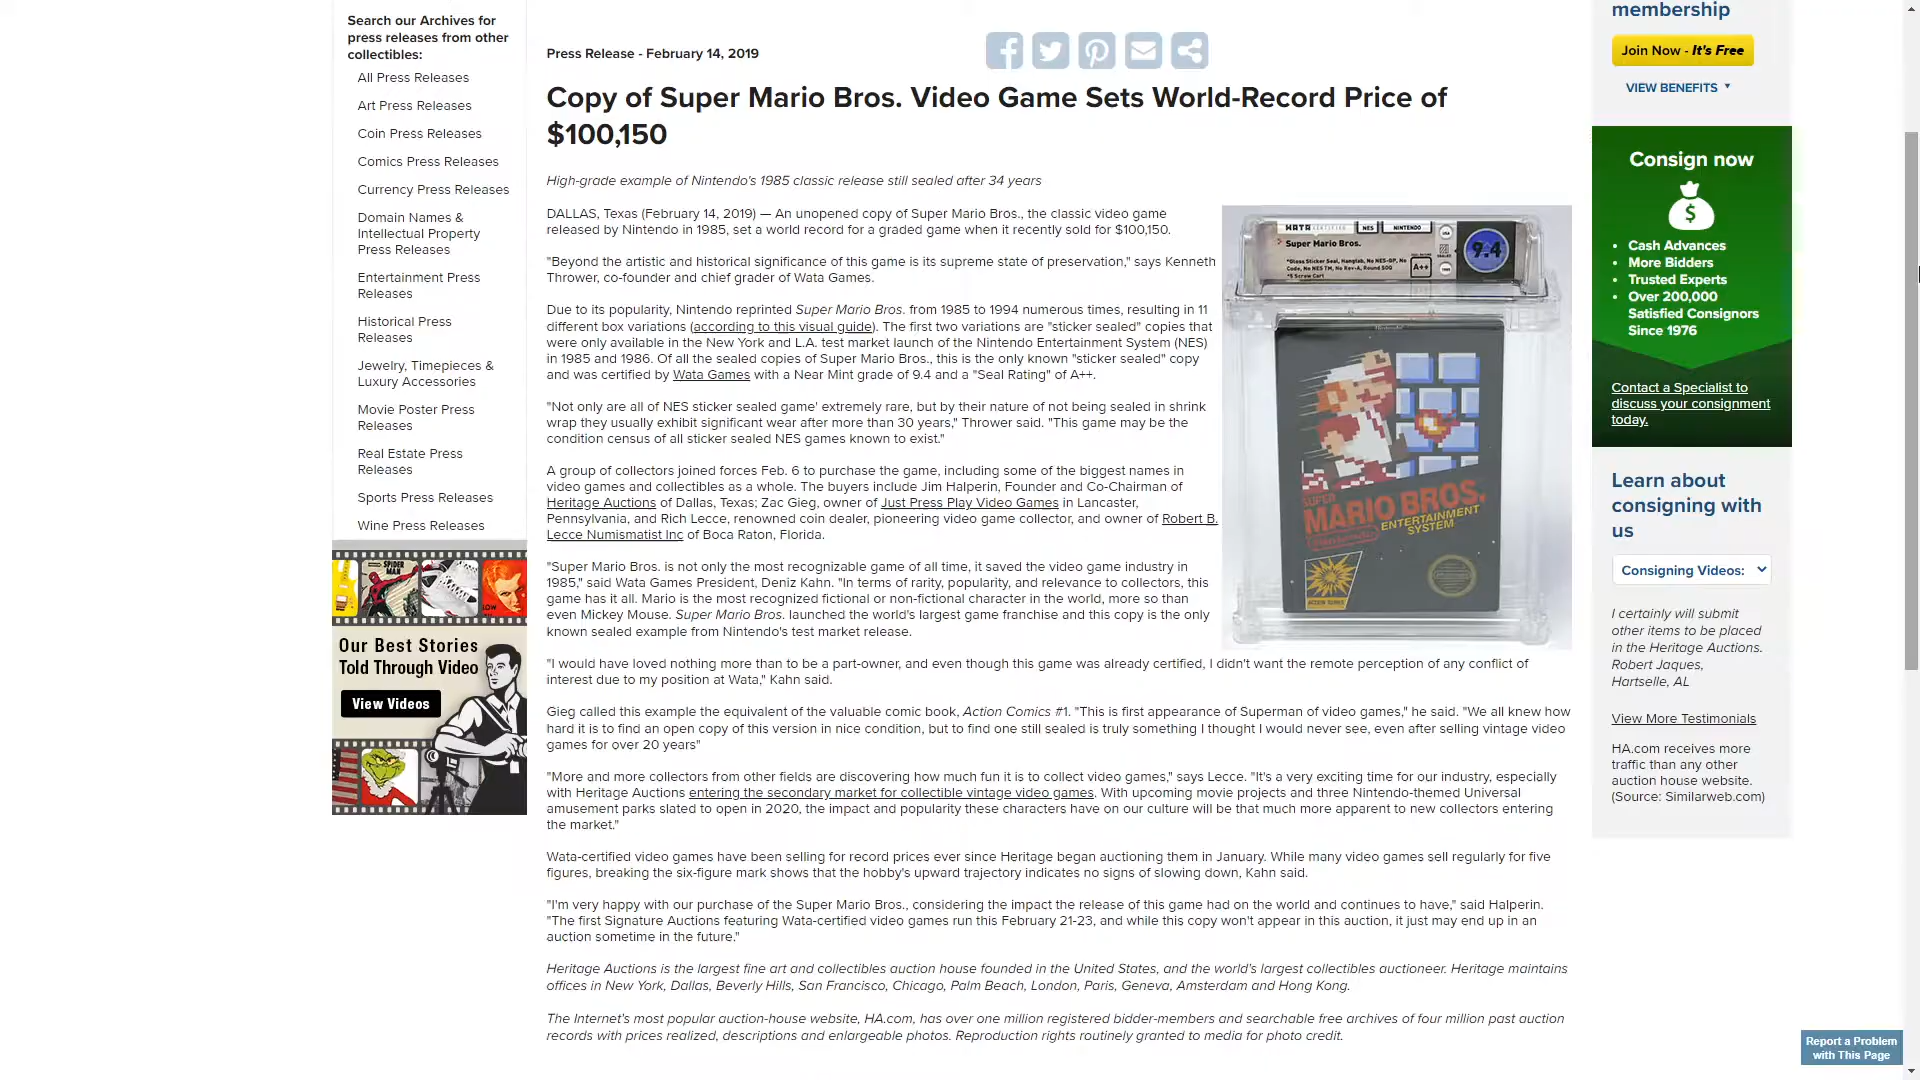 Search our Archives for
press releases from other
collectibles:
All Press Releases
Art Press Releases
Coin Press Releases
Comics Press Releases
Currency Press Releases
Domain Names &
Intellectual Property
Press Releases
Entertainment Press
Releases
Historical Press
Releases
Jewelry, Timepieces &
Luxury Accessories
Movie Poster Press
Releases
Real Estate Press
Releases
Sports Press Releases
Wine Press Releases
SPIDER
MAN
Our Best Stories
Told Through Video
View Videos
Press Release - February 14, 2019
Copy of Super Mario Bros. Video Game Sets World-Record Price of
$100,150
High-grade example of Nintendo's 1985 classic release still sealed after 34 years
DALLAS, Texas (February 14, 2019) — An unopened copy of Super Mario Bros., the classic video game
released by Nintendo in 1985, set a world record for a graded game when it recently sold for $100,150.
"Beyond the artistic and historical significance of this game is its supreme state of preservation," says Kenneth
Thrower, co-founder and chief grader of Wata Games.
Due to its popularity, Nintendo reprinted Super Mario Bros. from 1985 to 1994 numerous times, resulting in 11
different box variations (according to this visual guide). The first two variations are "sticker sealed" copies that
were only available in the New York and L.A. test market launch of the Nintendo Entertainment System (NES)
in 1985 and 1986. Of all the sealed copies of Super Mario Bros., this is the only known "sticker sealed" copy
and was certified by Wata Games with a Near Mint grade of 9.4 and a "Seal Rating" of A++.
"Not only are all of NES sticker sealed game' extremely rare, but by their nature of not being sealed in shrink
wrap they usually exhibit significant wear after more than 30 years," Thrower said. "This game may be the
condition census of all sticker sealed NES games known to exist."
A group of collectors joined forces Feb. 6 to purchase the game, including some of the biggest names in
video games and collectibles as a whole. The buyers include Jim Halperin, Founder and Co-Chairman of
Heritage Auctions of Dallas, Texas; Zac Gieg, owner of Just Press Play Video Games in Lancaster,
Pennsylvania, and Rich Lecce, renowned coin dealer, pioneering video game collector, and owner of Robert B.
Lecce Numismatist Inc of Boca Raton, Florida.
"Super Mario Bros. is not only the most recognizable game of all time, it saved the video game industry in
1985," said Wata Games President, Deniz Kahn. "In terms of rarity, popularity, and relevance to collectors, this
game has it all. Mario is the most recognized fictional or non-fictional character in the world, more so than
even Mickey Mouse. Super Mario Bros. launched the world's largest game franchise and this copy is the only
known sealed example from Nintendo's test market release.
"I would have loved nothing more than to be a part-owner, and even though this game was already certified, I didn't want the remote perception of any conflict of
interest due to my position at Wata," Kahn said.
Gieg called this example the equivalent of the valuable comic book, Action Comics #1. "This is first appearance of Superman of video games," he said. "We all knew how
hard it is to find an open copy of this version in nice condition, but to find one still sealed is truly something I thought I would never see, even after selling vintage video
games for over 20 years"
"More and more collectors from other fields are discovering how much fun it is to collect video games," says Lecce. "It's a very exciting time for our industry, especially
with Heritage Auctions entering the secondary market for collectible vintage video games. With upcoming movie projects and three Nintendo-themed Universal
amusement parks slated to open in 2020, the impact and popularity these characters have on our culture will be that much more apparent to new collectors entering
the market."
Wata-certified video games have been selling for record prices ever since Heritage began auctioning them in January. While many video games sell regularly for five
figures, breaking the six-figure mark shows that the hobby's upward trajectory indicates no signs of slowing down, Kahn said.
"I'm very happy with our purchase of the Super Mario Bros., considering the impact the release of this game had on the world and continues to have," said Halperin.
"The first Signature Auctions featuring Wata-certified video games run this February 21-23, and while this copy won't appear in this auction, it just may end up in an
auction sometime in the future."
Heritage Auctions is the largest fine art and collectibles auction house founded in the United States, and the world's largest collectibles auctioneer. Heritage maintains
offices in New York, Dallas, Beverly Hills, San Francisco, Chicago, Palm Beach, London, Paris, Geneva, Amsterdam and Hong Kong.
The Internet's most popular auction-house website, HA.com, has over one million registered bidder-members and searchable free archives of four million past auction
records with prices realized, descriptions and enlargeable photos. Reproduction rights routinely granted to media for photo credit.
WATA CERTIFIED NES NINTENDO
Super Mario Bros.
9.4
A++
*Gloss Sticker Seal, Hangtab, No NES-GP, No
Code, No NES TM, No Rev-A, Round SOQ
*5 Screw Cart
SUPER
MARIO BROS.
ENTERTAINMENT
SYSTEM
ACTION SERIES
membership
Join Now - It's Free
VIEW BENEFITS
Consign now
$
• Cash Advances
• More Bidders
• Trusted Experts
• Over 200,000
Satisfied Consignors
Since 1976
Contact a Specialist to
discuss your consignment
today.
Learn about
consigning with
us
Consigning Videos:
I certainly will submit
other items to be placed
in the Heritage Auctions.
Robert Jaques,
Hartselle, AL
View More Testimonials
HA.com receives more
traffic than any other
auction house website.
(Source: Similarweb.com)
Report a Problem
with This Page